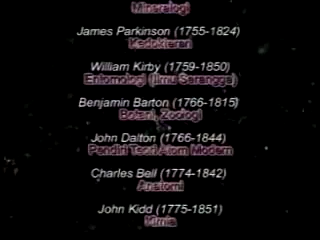 Mineralogi
James Parkinson (1755-1824)
Kedokteran
William Kirby (1759-1850)
Entomologi (Ilmu Serangga)
Benjamin Barton (1766-1815)
Botani, Zoologi
John Dalton (1766-1844)
Pendiri Teori Atom Modern
Charles Bell (1774-1842)
Anatomi
John Kidd (1775-1851)
Kimia